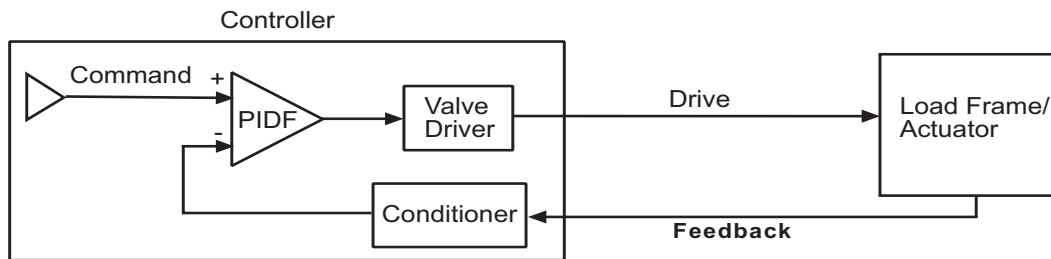 Controller
Command
+
PIDF
-
Valve
Driver
Drive
Load Frame/
Actuator
Conditioner
Feedback